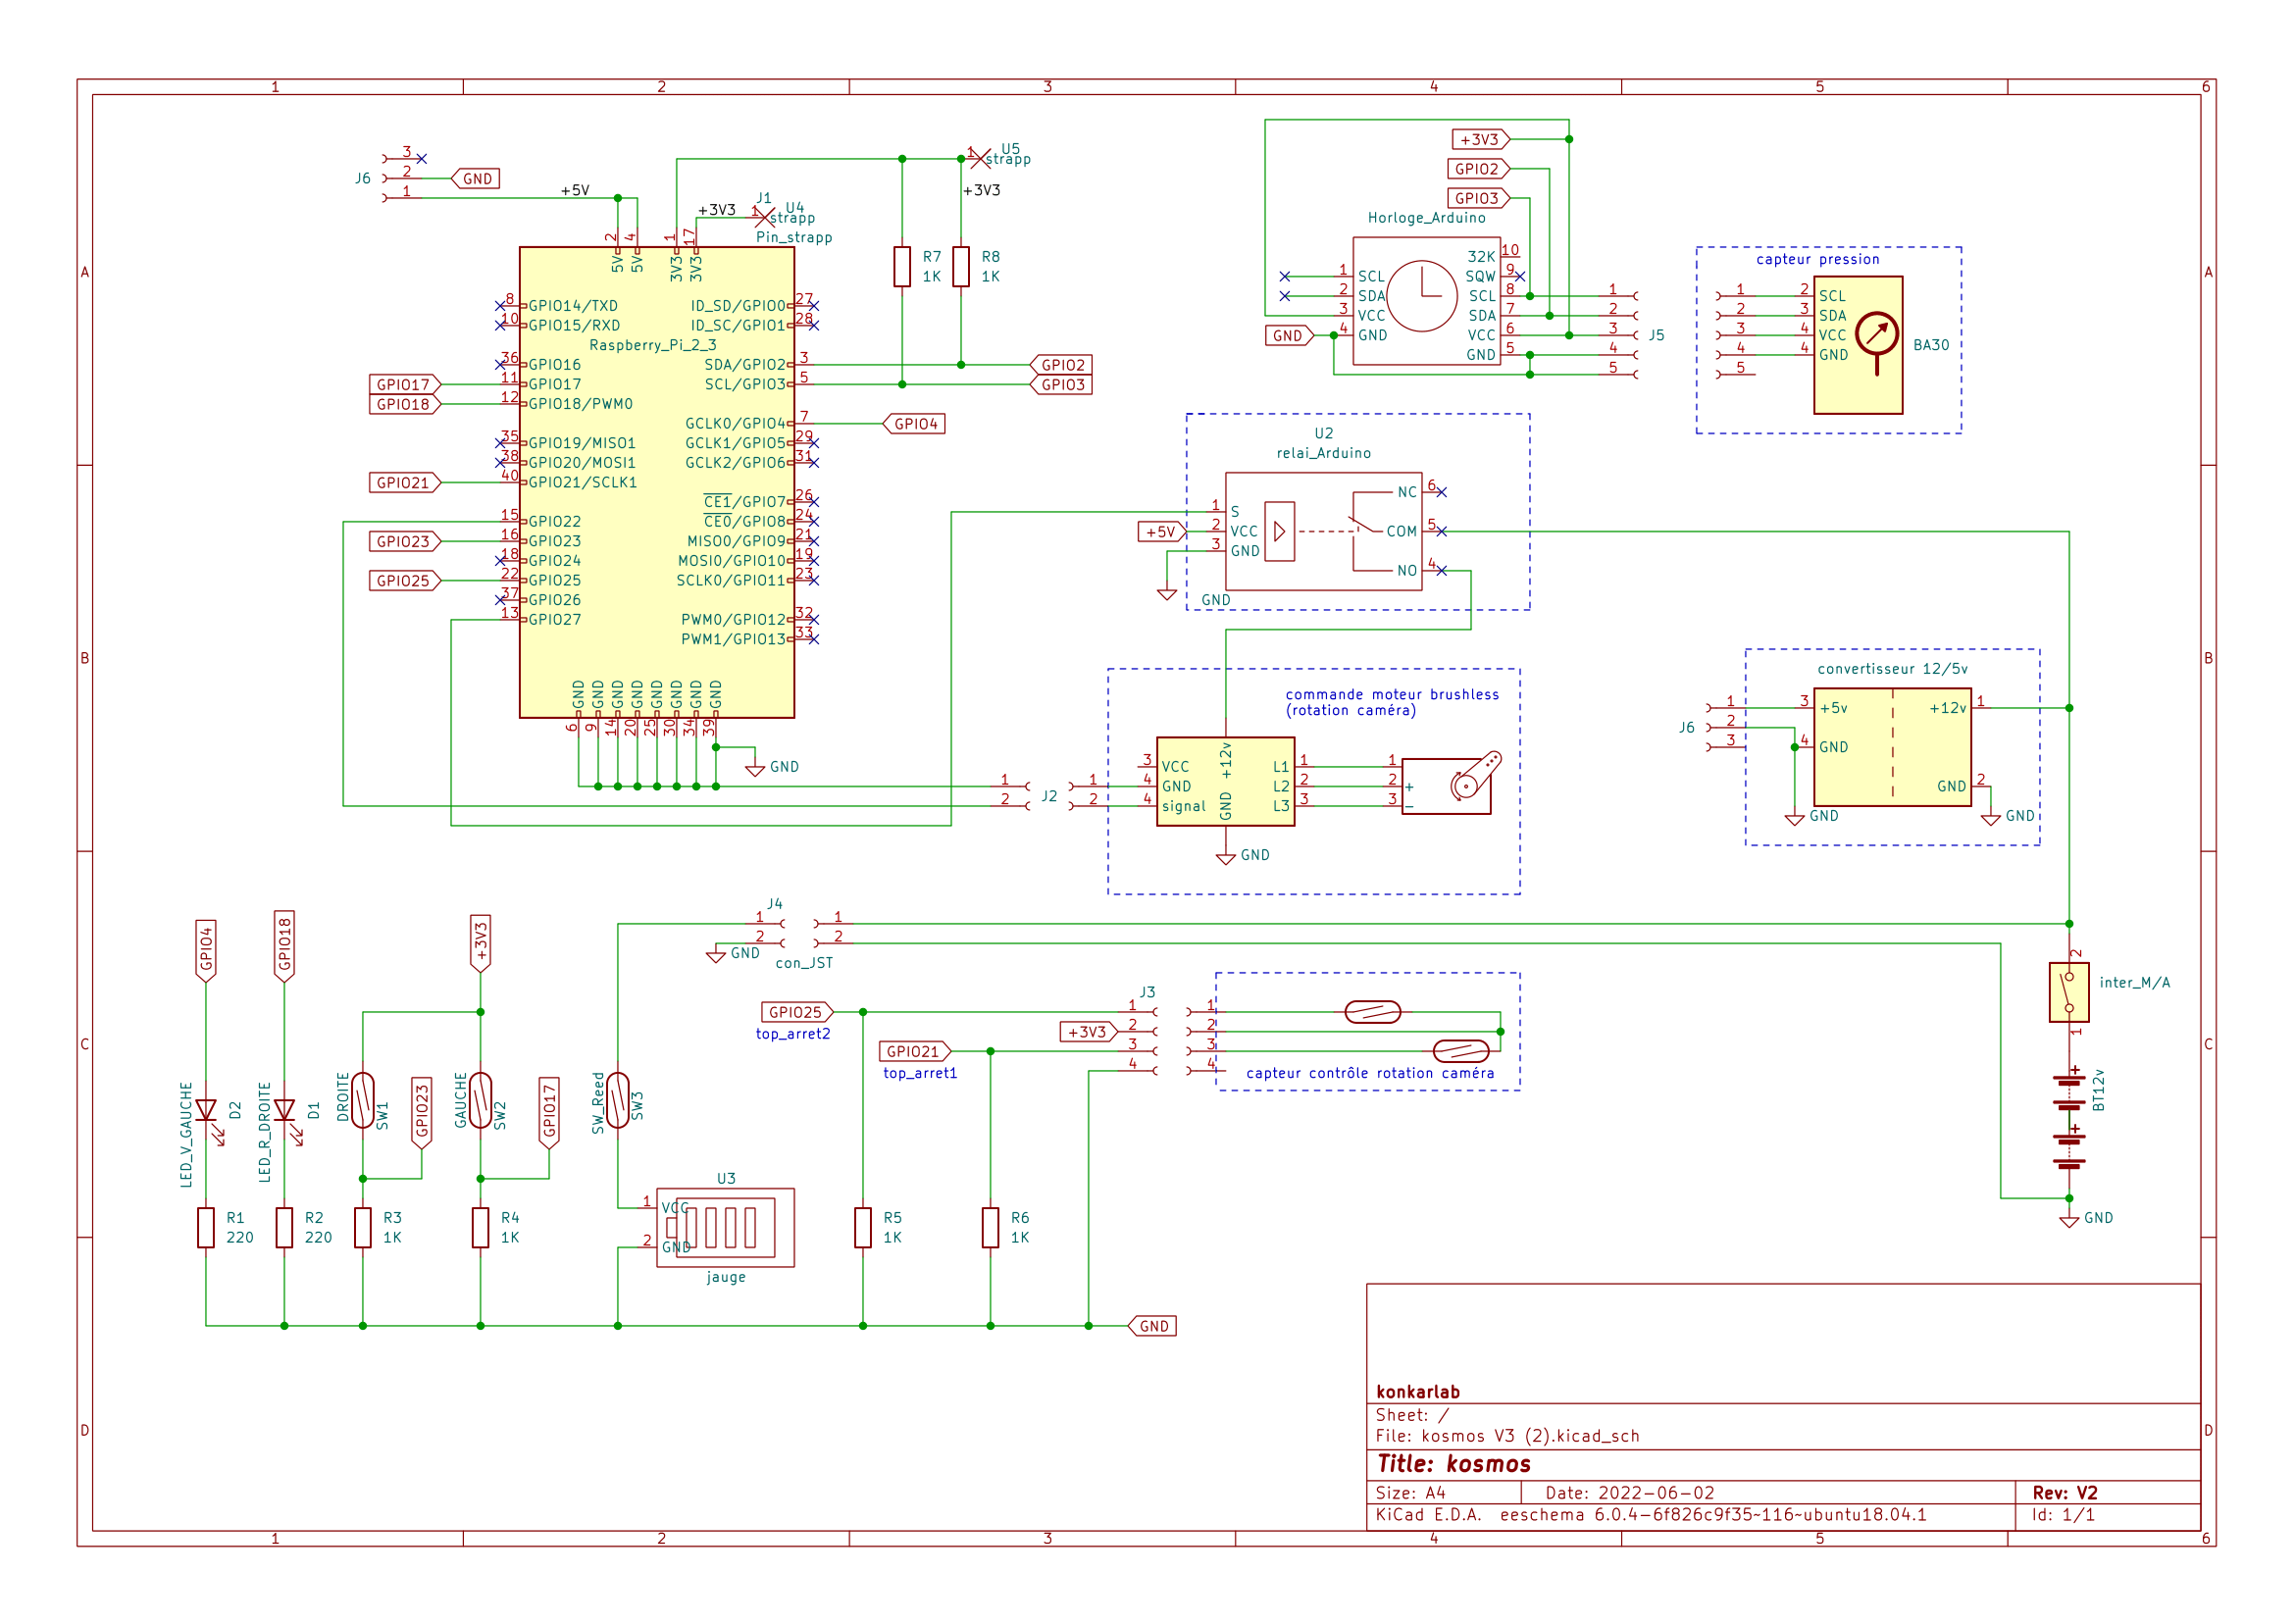 1 2 3 4 5 6
A A
B B
C C
D D
1 2 3 4 5 6
J6
3
2
1
GND
+5V
+3V3
J1
1
U4
strapp
Pin_strapp
1
U5
strapp
+3V3
2 4 1 17
5V 5V 3V3 3V3
R7
1K
R8
1K
Raspberry_Pi_2_3
8 GPIO14/TXD
10 GPIO15/RXD
36 GPIO16
GPIO17 11 GPIO17
GPIO18 12 GPIO18/PWM0
35 GPIO19/MISO1
38 GPIO20/MOSI1
GPIO21 40 GPIO21/SCLK1
15 GPIO22
GPIO23 16 GPIO23
18 GPIO24
GPIO25 22 GPIO25
37 GPIO26
13 GPIO27
ID_SD/GPIO0 27
ID_SC/GPIO1 28
SDA/GPIO2 3 GPIO2
SCL/GPIO3 5 GPIO3
GCLK0/GPIO4 7 GPIO4
GCLK1/GPIO5 29
GCLK2/GPIO6 31
CE1/GPIO7 26
CE0/GPIO8 24
MISO0/GPIO9 21
MOSI0/GPIO10 19
SCLK0/GPIO11 23
PWM0/GPIO12 32
PWM1/GPIO13 33
GND GND GND GND GND GND GND GND
6 9 14 20 25 30 34 39
GND
+3V3
GPIO2
GPIO3
Horloge_Arduino
1 SCL
2 SDA
3 VCC
GND 4 GND
32K 10
SQW 9
SCL 8
SDA 7
VCC 6
GND 5
1
2
3 J5
4
5
capteur pression
1 2 SCL
2 3 SDA
3 4 VCC
4 4 GND
5
BA30
U2
relai_Arduino
1 S
+5V 2 VCC
3 GND
GND
NC 6
COM 5
NO 4
commande moteur brushless
(rotation caméra)
1 1
2 J2 2
3 VCC
4 GND
4 signal
+12v
GND
L1 1 1
L2 2 2 +
L3 3 3 −
GND
convertisseur 12/5v
J6
1 3 +5v
2 4 GND
3
+12v 1
GND 2
GND
GND
J4
1 1
2 2
GND
con_JST
GPIO4
GPIO18
+3V3
LED_V_GAUCHE
D2
LED_R_DROITE
D1
DROITE
SW1
GPIO23
GAUCHE
SW2
GPIO17
SW_Reed
SW3
R1
220
R2
220
R3
1K
R4
1K
U3
1 VCC
2 GND
jauge
GPIO25
top_arret2
GPIO21
top_arret1
+3V3
J3
1 1
2 2
3 3
4 4
capteur contrôle rotation caméra
R5
1K
R6
1K
GND
2
inter_M/A
1
+
BT12v
+
GND
konkarlab
Sheet: /
File: kosmos V3 (2).kicad_sch
Title: kosmos
Size: A4 Date: 2022-06-02 Rev: V2
KiCad E.D.A. eeschema 6.0.4-6f826c9f35~116~ubuntu18.04.1 Id: 1/1